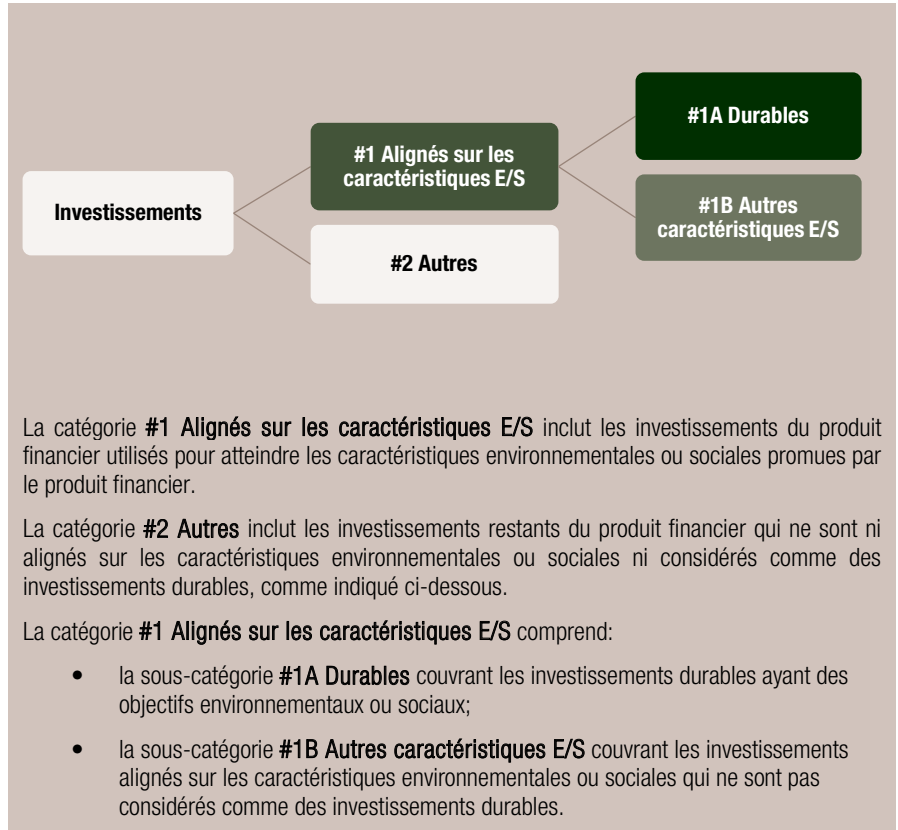 #1A Durables
#1 Alignés sur les
caractéristiques E/S
Investissements
#1B Autres
caractéristiques E/S
#2 Autres
La catégorie #1 Alignés sur les caractéristiques E/S inclut les investissements du produit
financier utilisés pour atteindre les caractéristiques environnementales ou sociales promues par
le produit financier.
La catégorie #2 Autres inclut les investissements restants du produit financier qui ne sont ni
alignés sur les caractéristiques environnementales ou sociales ni considérés comme des
investissements durables, comme indiqué ci-dessous.
La catégorie #1 Alignés sur les caractéristiques E/S comprend:
• la sous-catégorie #1A Durables couvrant les investissements durables ayant des
objectifs environnementaux ou sociaux;
• la sous-catégorie #1B Autres caractéristiques E/S couvrant les investissements
alignés sur les caractéristiques environnementales ou sociales qui ne sont pas
considérés comme des investissements durables.